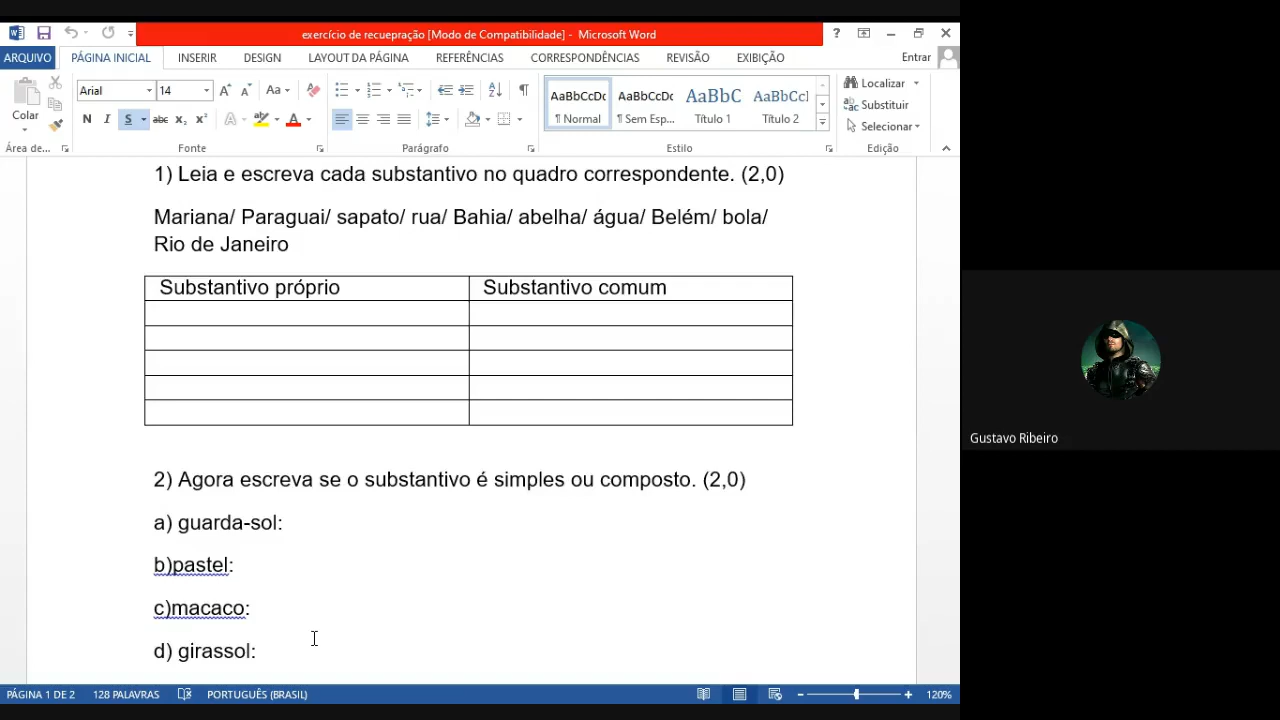 exercício de recuepração [Modo de Compatibilidade] - Microsoft Word
?
ARQUIVO PÁGINA INICIAL INSERIR DESIGN LAYOUT DA PÁGINA REFERÊNCIAS CORRESPONDÊNCIAS REVISÃO EXIBIÇÃO Entrar
Colar
Arial 14 Aa
N I S abc x₂ x² A A
AaBbCcDc AaBbCcDc AaBbC AaBbCcl
¶ Normal ¶ Sem Esp... Título 1 Título 2
Localizar
Substituir
Selecionar
Área de... Fonte Parágrafo Estilo Edição
1) Leia e escreva cada substantivo no quadro correspondente. (2,0)
Mariana/ Paraguai/ sapato/ rua/ Bahia/ abelha/ água/ Belém/ bola/
Rio de Janeiro
Substantivo próprio Substantivo comum
2) Agora escreva se o substantivo é simples ou composto. (2,0)
a) guarda-sol:
b)pastel:
c)macaco:
d) girassol:
Gustavo Ribeiro
PÁGINA 1 DE 2 128 PALAVRAS PORTUGUÊS (BRASIL) 120%